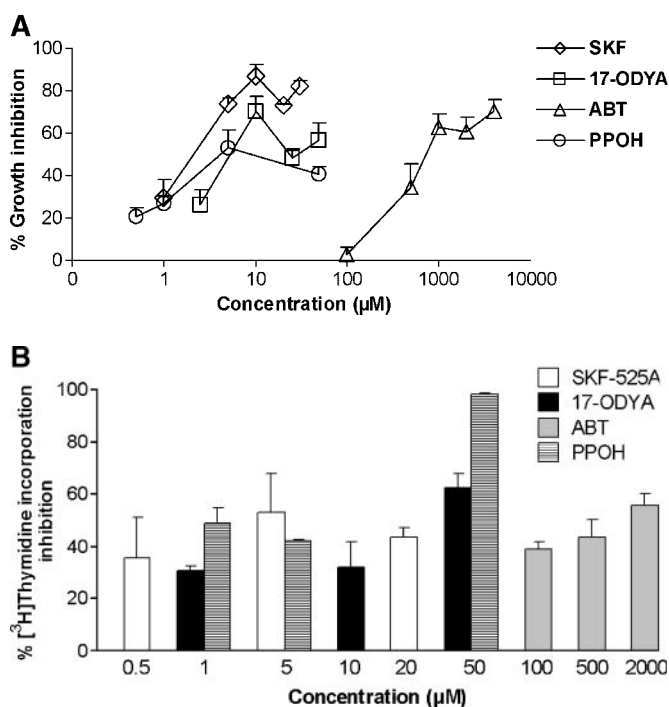 A
% Growth inhibition
100
80
60
40
20
0
0
1
10
100
1000
10000
Concentration (µM)
SKF
17-ODYA
ABT
PPOH
B
% [³H]Thymidine incorporation
inhibition
100
80
60
40
20
0
0.5
1
5
10
20
50
100
500
2000
Concentration (µM)
SKF-525A
17-ODYA
ABT
PPOH